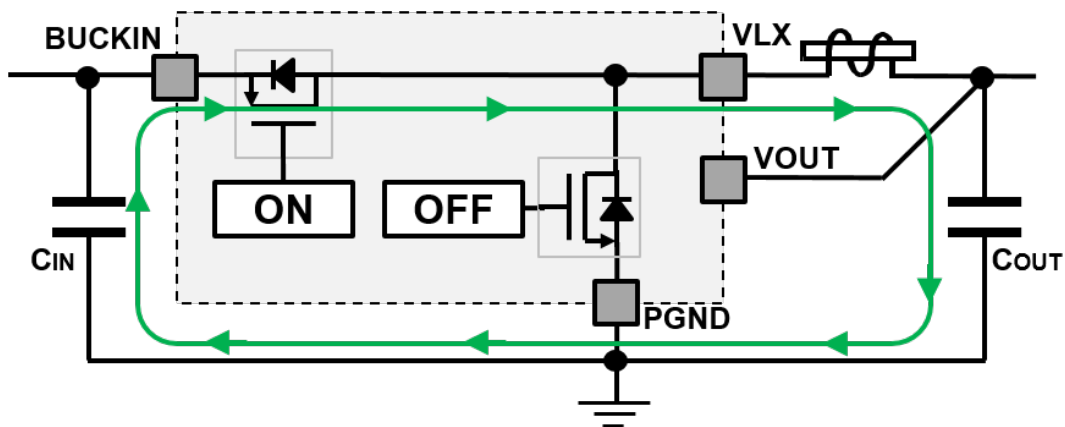 BUCKIN
VLX
VOUT
ON
OFF
CIN
COUT
PGND